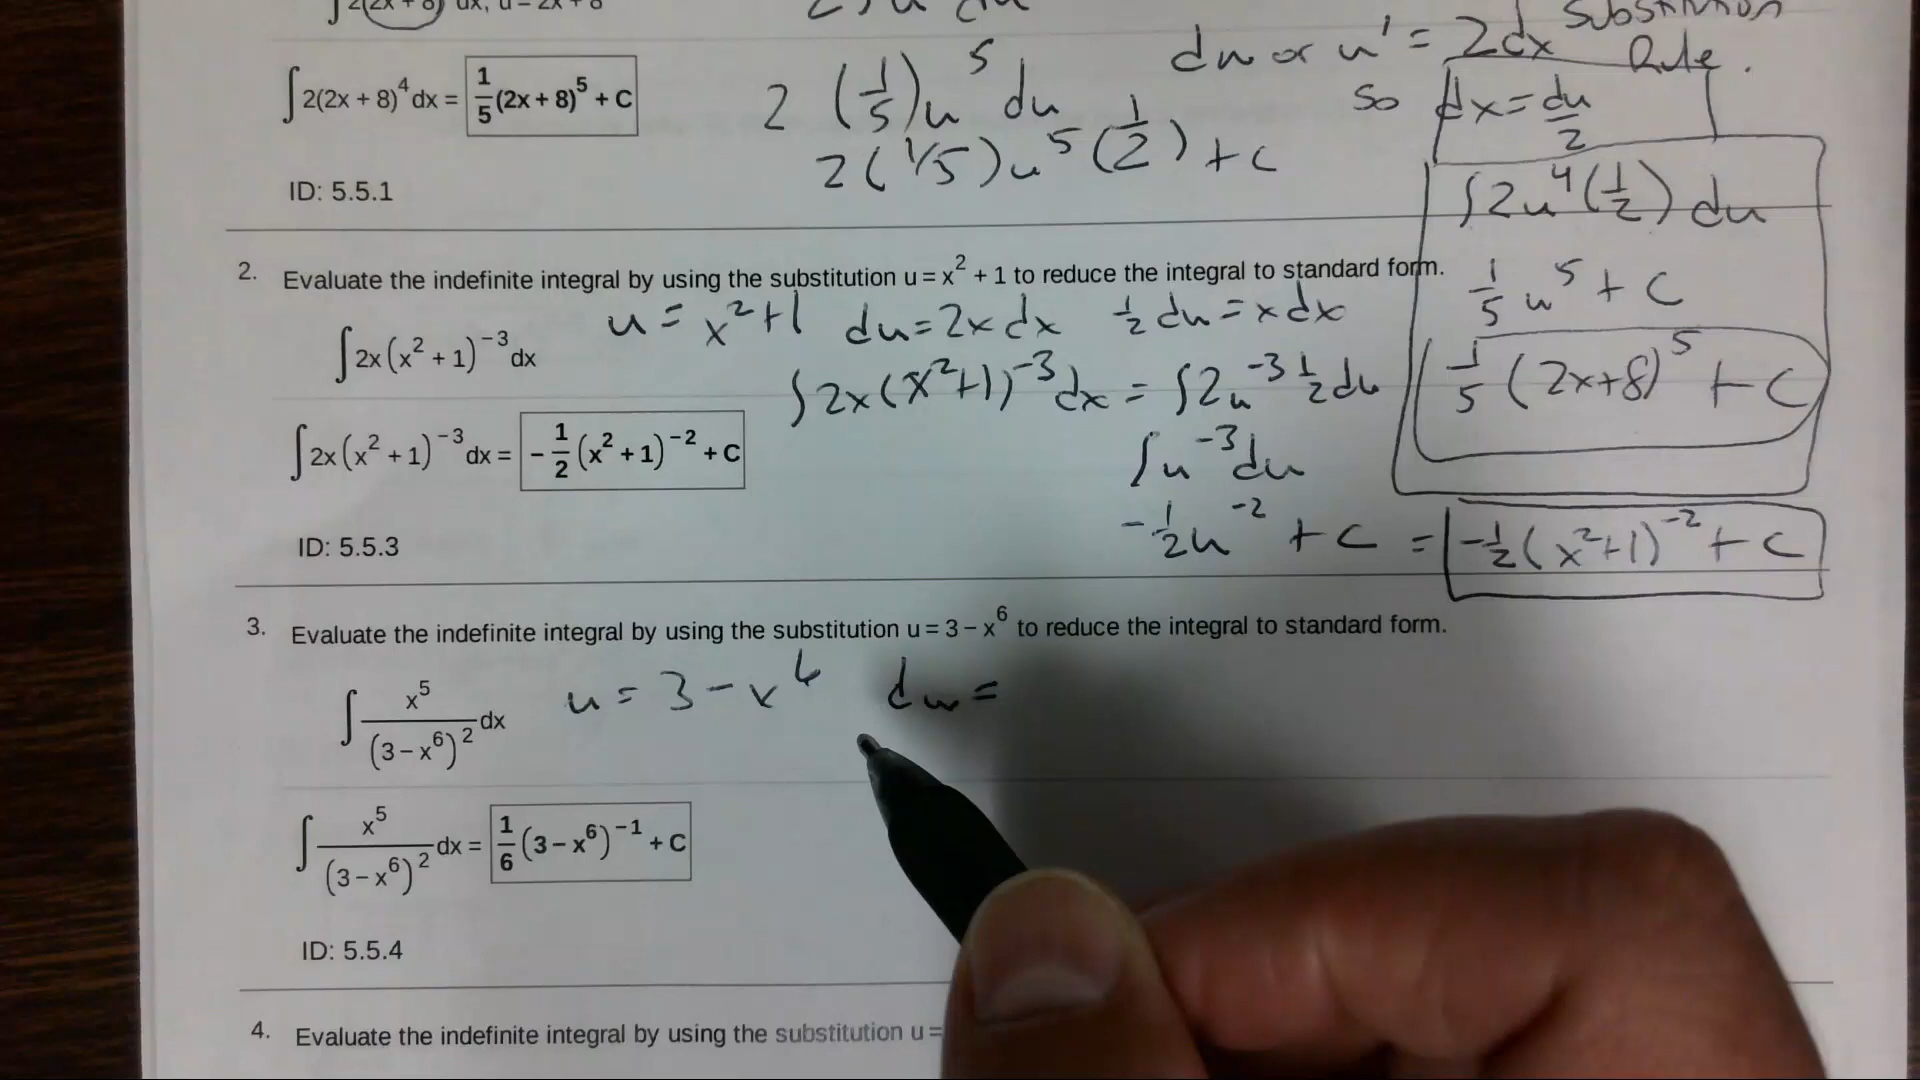 ∫2(2x + 8)⁴dx = 1/5(2x + 8)⁵ + C
ID: 5.5.1
2 (1/5)u⁵ du
2(1/5)u⁵(1/2) + c
Substitution Rule.
du or u' = 2dx
so dx = du/2
∫2u⁴(1/2) du
1/5 u⁵ + C
1/5 (2x+8)⁵ + C
2. Evaluate the indefinite integral by using the substitution u = x² + 1 to reduce the integral to standard form.
∫2x(x² + 1)⁻³dx
u = x²+1 du = 2x dx 1/2 du = x dx
∫2x(x²+1)⁻³dx = ∫2u⁻³ 1/2 du
∫u⁻³du
-1/2u⁻² + C = -1/2(x²+1)⁻² + C
∫2x(x² + 1)⁻³dx = -1/2(x² + 1)⁻² + C
ID: 5.5.3
3. Evaluate the indefinite integral by using the substitution u = 3 − x⁶ to reduce the integral to standard form.
∫x⁵/(3 − x⁶)² dx
u = 3 − x⁶ du =
∫x⁵/(3 − x⁶)² dx = 1/6(3 − x⁶)⁻¹ + C
ID: 5.5.4
4. Evaluate the indefinite integral by using the substitution u =